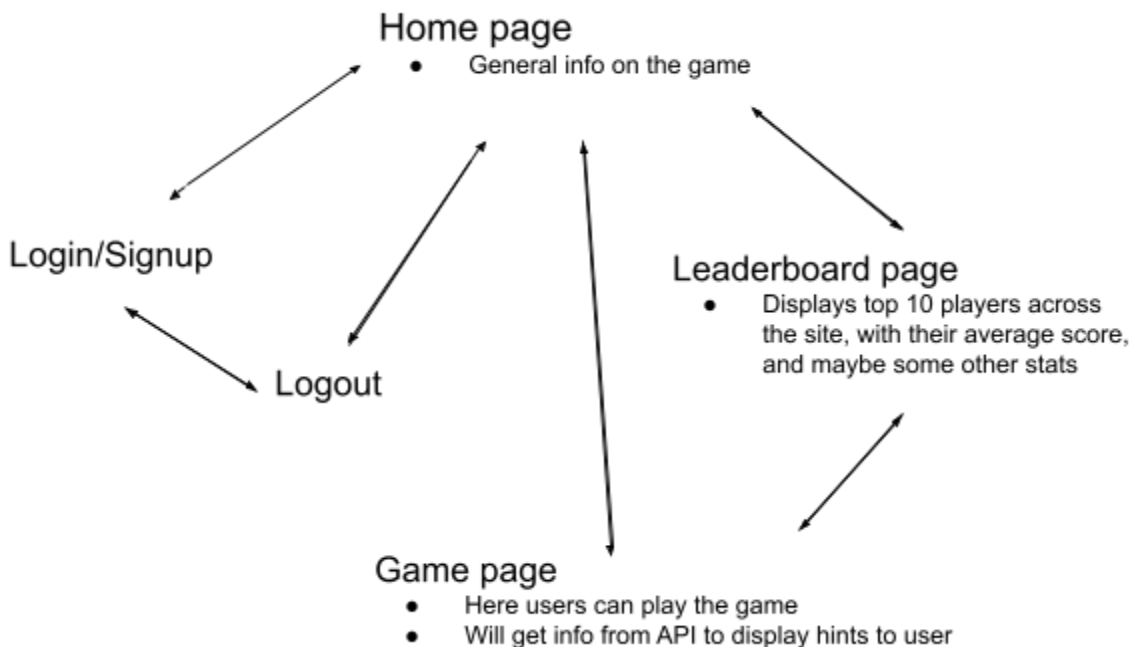 Home page
● General info on the game
Login/Signup
Leaderboard page
● Displays top 10 players across
the site, with their average score,
and maybe some other stats
Logout
Game page
● Here users can play the game
● Will get info from API to display hints to user